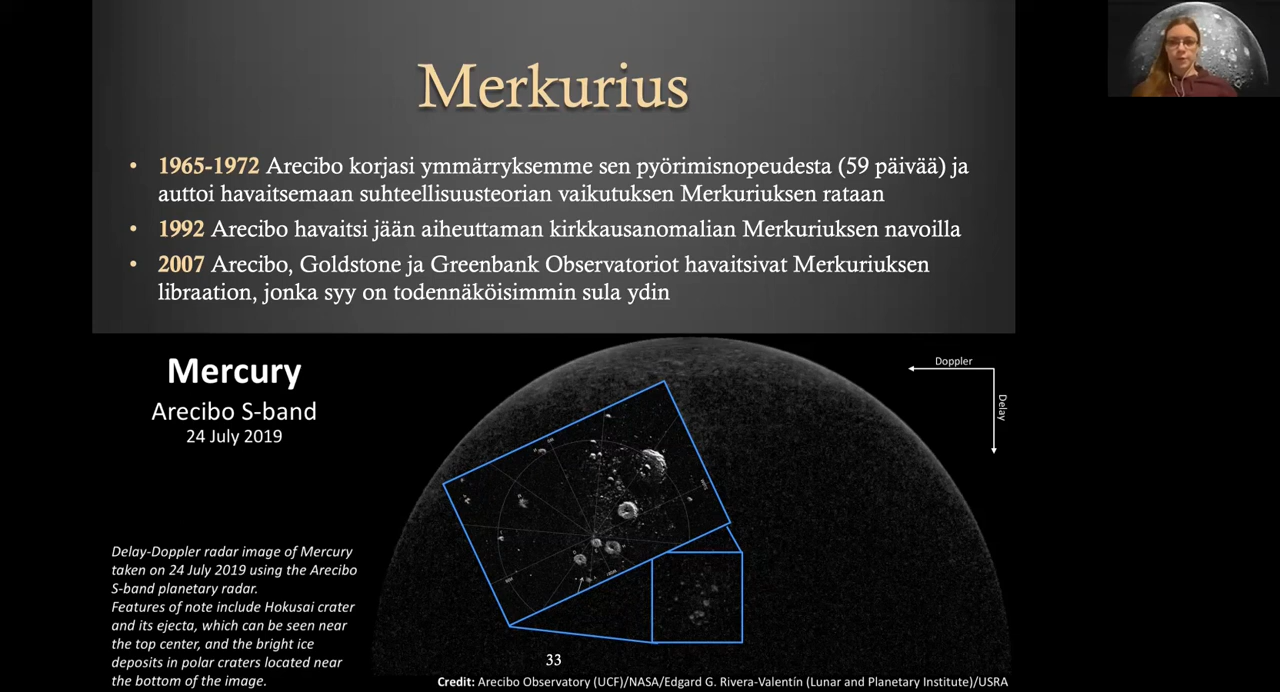 Merkurius
• 1965-1972 Arecibo korjasi ymmärryksemme sen pyörimisnopeudesta (59 päivää) ja
auttoi havaitsemaan suhteellisuusteorian vaikutuksen Merkuriuksen rataan
• 1992 Arecibo havaitsi jään aiheuttaman kirkkausanomalian Merkuriuksen navoilla
• 2007 Arecibo, Goldstone ja Greenbank Observatoriot havaitsivat Merkuriuksen
libraation, jonka syy on todennäköisimmin sula ydin
Mercury
Arecibo S-band
24 July 2019
Doppler
Delay
Delay-Doppler radar image of Mercury
taken on 24 July 2019 using the Arecibo
S-band planetary radar.
Features of note include Hokusai crater
and its ejecta, which can be seen near
the top center, and the bright ice
deposits in polar craters located near
the bottom of the image.
33
Credit: Arecibo Observatory (UCF)/NASA/Edgard G. Rivera-Valentín (Lunar and Planetary Institute)/USRA